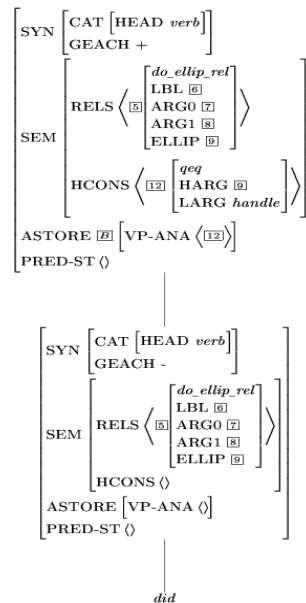 SYN [CAT [HEAD verb]
GEACH +]
SEM [RELS ⟨ [5] [do_ellip_rel
LBL [6]
ARG0 [7]
ARG1 [8]
ELLIP [9]] ⟩
HCONS ⟨ [12] [qeq
HARG [9]
LARG handle] ⟩]
ASTORE [B] [VP-ANA ⟨[12]⟩]
PRED-ST ⟨⟩
SYN [CAT [HEAD verb]
GEACH -]
SEM [RELS ⟨ [5] [do_ellip_rel
LBL [6]
ARG0 [7]
ARG1 [8]
ELLIP [9]] ⟩
HCONS ⟨⟩]
ASTORE [VP-ANA ⟨⟩]
PRED-ST ⟨⟩
did